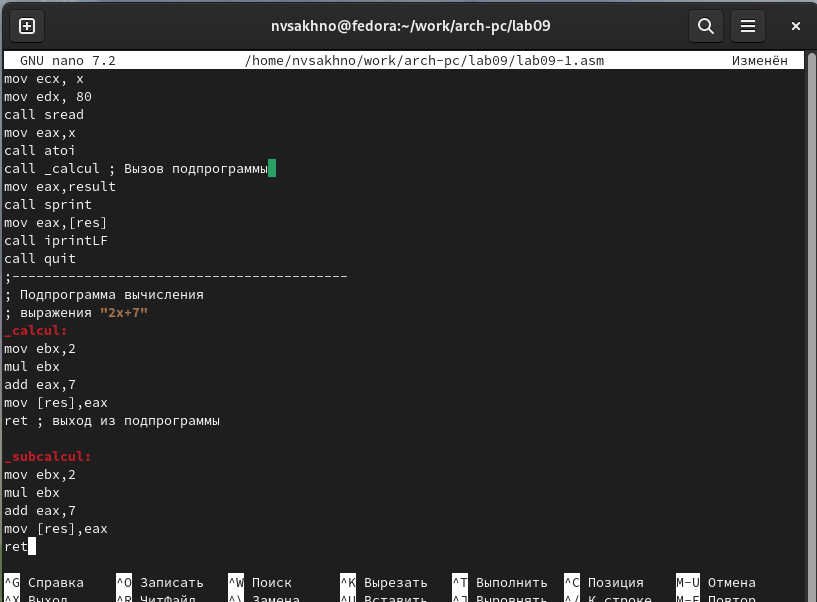 nvsakhno@fedora:~/work/arch-pc/lab09
GNU nano 7.2 /home/nvsakhno/work/arch-pc/lab09/lab09-1.asm Изменён
mov ecx, x
mov edx, 80
call sread
mov eax,x
call atoi
call _calcul ; Вызов подпрограммы
mov eax,result
call sprint
mov eax,[res]
call iprintLF
call quit
;------------------------------------------
; Подпрограмма вычисления
; выражения "2x+7"
_calcul:
mov ebx,2
mul ebx
add eax,7
mov [res],eax
ret ; выход из подпрограммы
_subcalcul:
mov ebx,2
mul ebx
add eax,7
mov [res],eax
ret
^G Справка ^O Записать ^W Поиск ^K Вырезать ^T Выполнить ^C Позиция M-U Отмена
^X Выход ^R ЧитФайл ^\ Замена ^U Вставить ^J Выровнять ^/ К строке M-E Повтор